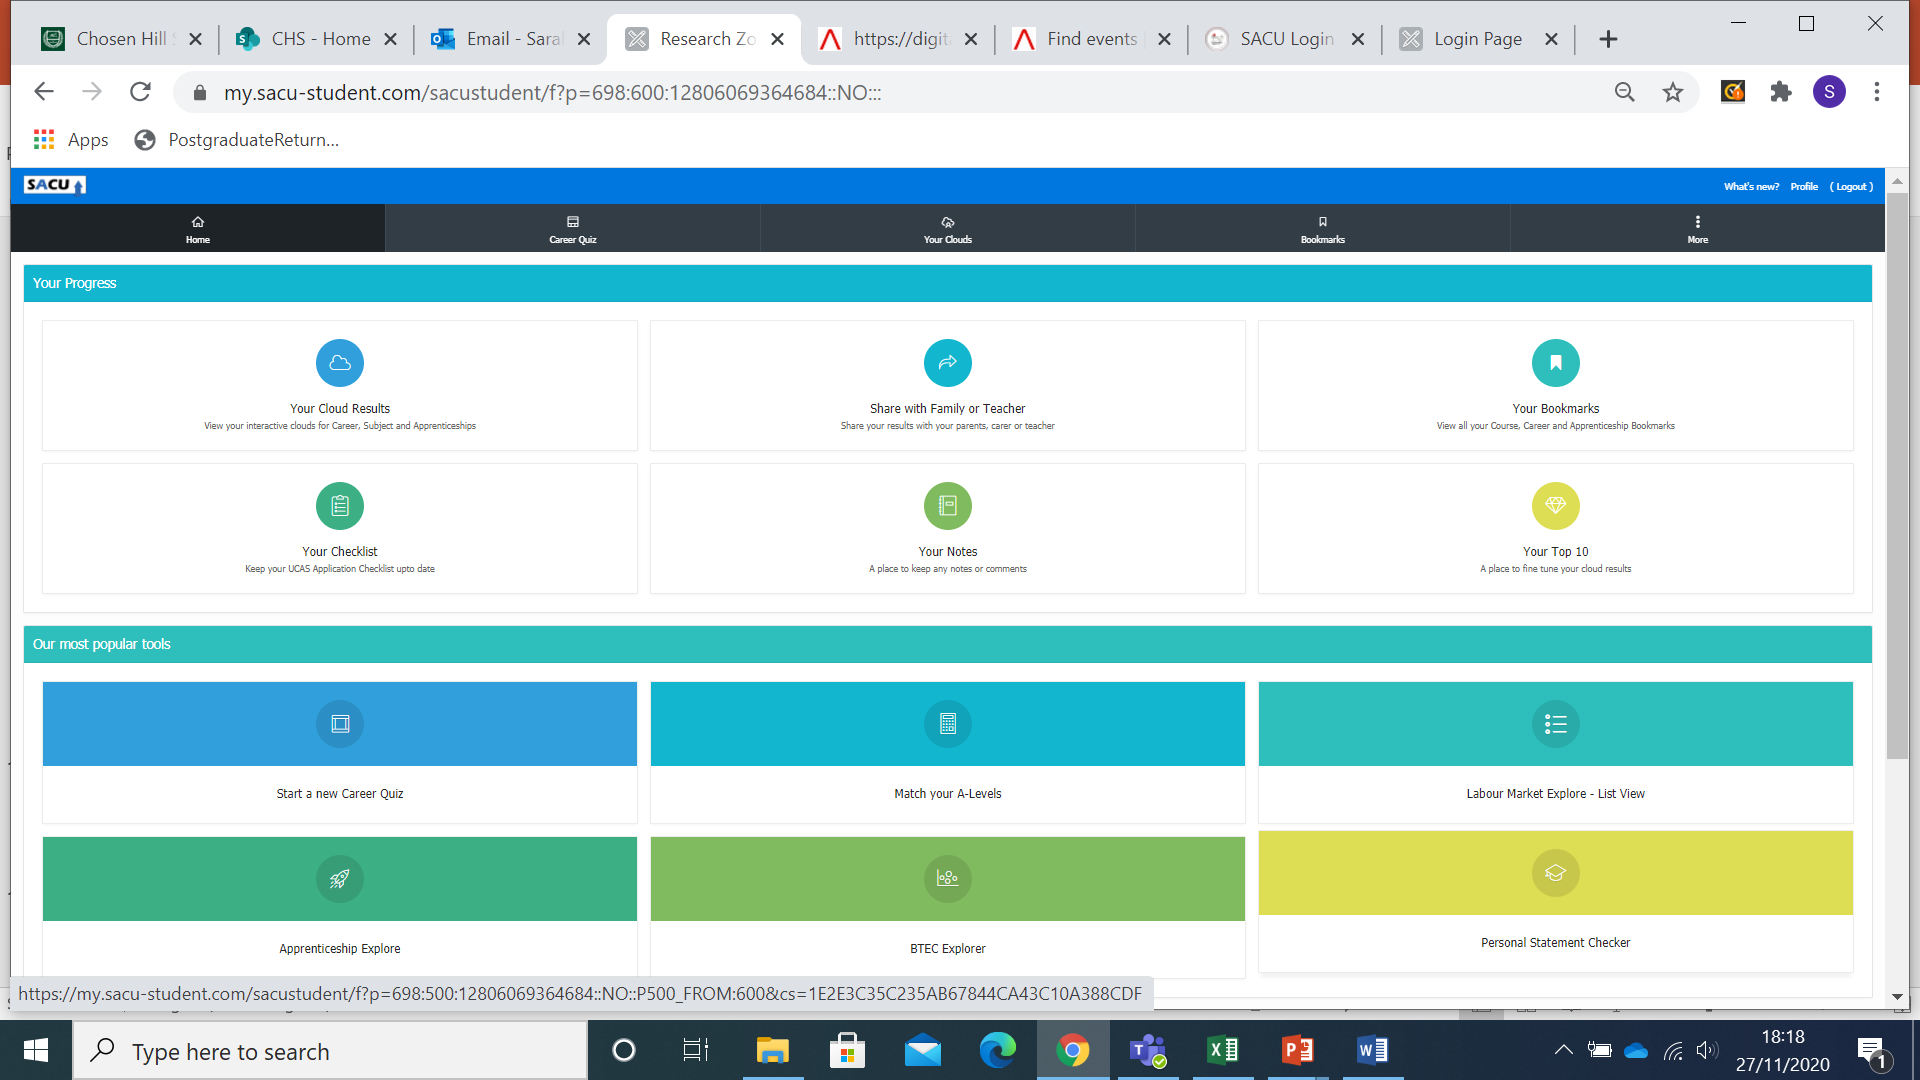 Chosen Hill S
CHS - Home
Email - Saral
Research Zo
https://digita
Find events
SACU Login
Login Page
my.sacu-student.com/sacustudent/f?p=698:600:12806069364684::NO:::
S
Apps
PostgraduateReturn...
SACU
What's new? Profile ( Logout )
Home
Career Quiz
Your Clouds
Bookmarks
More
Your Progress
Your Cloud Results
View your interactive clouds for Career, Subject and Apprenticeships
Share with Family or Teacher
Share your results with your parents, carer or teacher
Your Bookmarks
View all your Course, Career and Apprenticeship Bookmarks
Your Checklist
Keep your UCAS Application Checklist upto date
Your Notes
A place to keep any notes or comments
Your Top 10
A place to fine tune your cloud results
Our most popular tools
Start a new Career Quiz
Match your A-Levels
Labour Market Explore - List View
Apprenticeship Explore
BTEC Explorer
Personal Statement Checker
https://my.sacu-student.com/sacustudent/f?p=698:500:12806069364684::NO::P500_FROM:600&cs=1E2E3C35C235AB67844CA43C10A388CDF
Type here to search
18:18
27/11/2020
1